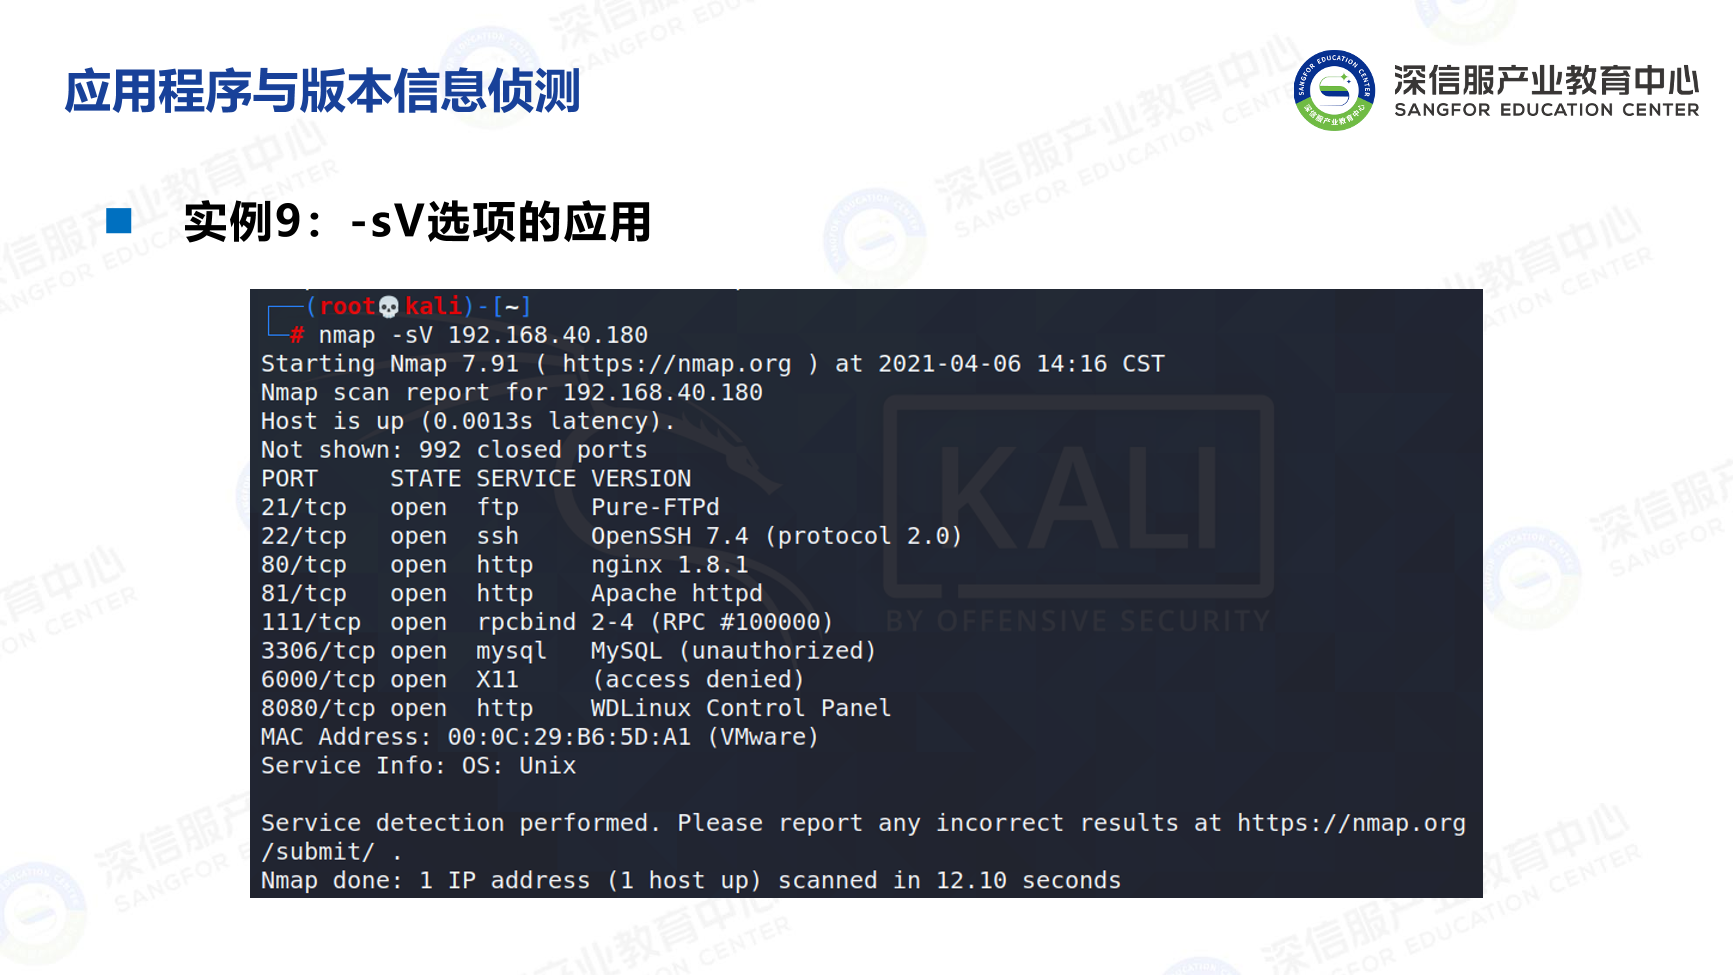 应用程序与版本信息侦测
深信服产业教育中心
SANGFOR EDUCATION CENTER
实例9：-sV选项的应用
(root💀kali)-[~]
# nmap -sV 192.168.40.180
Starting Nmap 7.91 ( https://nmap.org ) at 2021-04-06 14:16 CST
Nmap scan report for 192.168.40.180
Host is up (0.0013s latency).
Not shown: 992 closed ports
PORT     STATE SERVICE VERSION
21/tcp   open  ftp     Pure-FTPd
22/tcp   open  ssh     OpenSSH 7.4 (protocol 2.0)
80/tcp   open  http    nginx 1.8.1
81/tcp   open  http    Apache httpd
111/tcp  open  rpcbind 2-4 (RPC #100000)
3306/tcp open  mysql   MySQL (unauthorized)
6000/tcp open  X11     (access denied)
8080/tcp open  http    WDLinux Control Panel
MAC Address: 00:0C:29:B6:5D:A1 (VMware)
Service Info: OS: Unix
Service detection performed. Please report any incorrect results at https://nmap.org
/submit/ .
Nmap done: 1 IP address (1 host up) scanned in 12.10 seconds
KALI
BY OFFENSIVE SECURITY